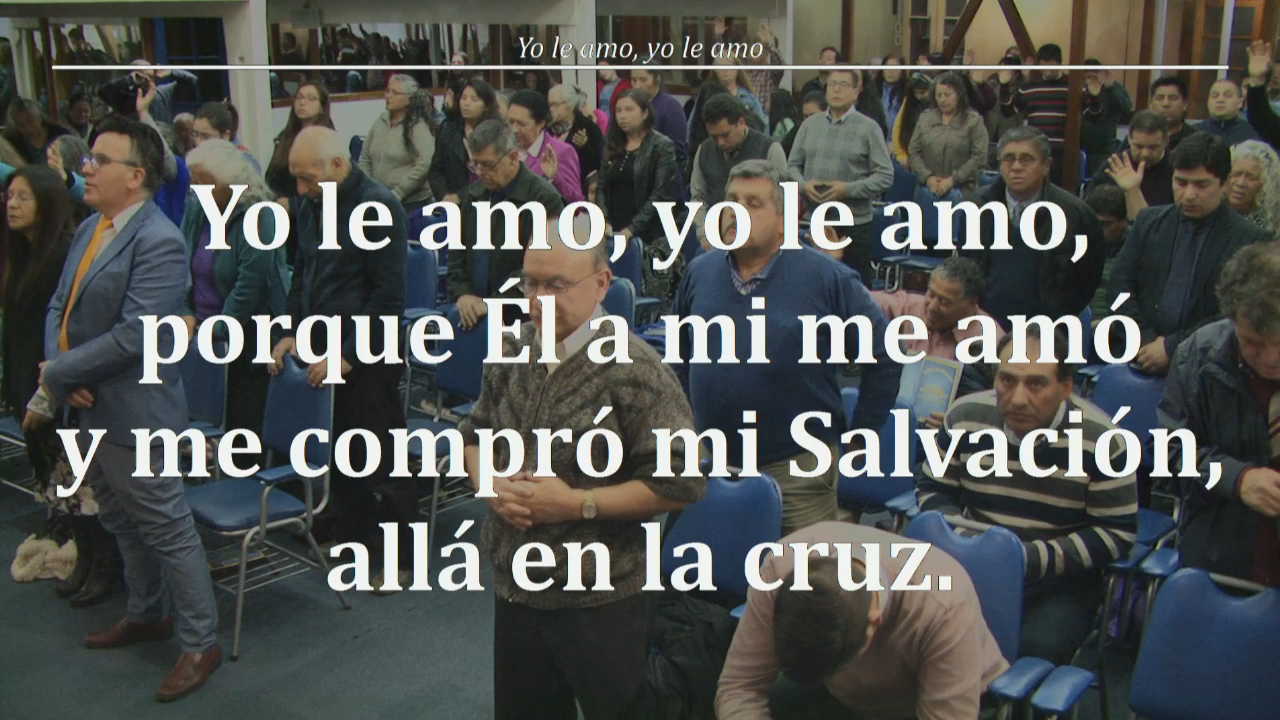 Yo le amo, yo le amo
Yo le amo, yo le amo,
porque Él a mi me amó
y me compró mi Salvación,
allá en la cruz.